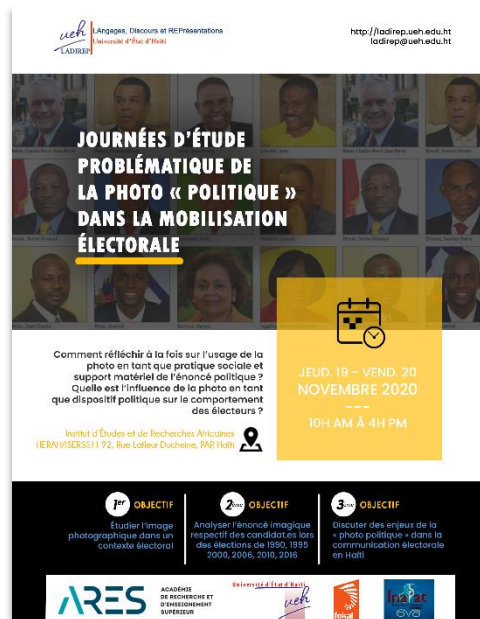 ueh
LADIREP
LAngages, Discours et REPrésentations
Université d'État d'Haïti
http://ladirep.ueh.edu.ht
ladirep@ueh.edu.ht
JOURNÉES D'ÉTUDE
PROBLÉMATIQUE DE
LA PHOTO « POLITIQUE »
DANS LA MOBILISATION
ÉLECTORALE
Comment réfléchir à la fois sur l'usage de la
photo en tant que pratique sociale et
support matériel de l'énoncé politique ?
Quelle est l'influence de la photo en tant
que dispositif politique sur le comportement
des électeurs ?
Institut d'Études et de Recherches Africaines
(IERAH/ISERSS) I 92, Rue Lafleur Ducheine, PAP, Haïti
JEUD. 19 - VEND. 20
NOVEMBRE 2020
---
10H AM À 4H PM
1er OBJECTIF
Étudier l'image
photographique dans un
contexte électoral
2ème OBJECTIF
Analyser l'énoncé imagique
respectif des candidat.es lors
des élections de 1990, 1995
2000, 2006, 2010, 2016
3ème OBJECTIF
Discuter des enjeux de la
« photo politique » dans la
communication électorale
en Haïti
ARES
ACADÉMIE
DE RECHERCHE ET
D'ENSEIGNEMENT
SUPÉRIEUR
Université d'État d'Haïti
ueh
fokal